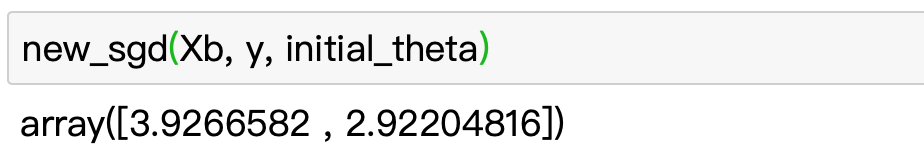 new_sgd(Xb, y, initial_theta)
array([3.9266582 , 2.92204816])